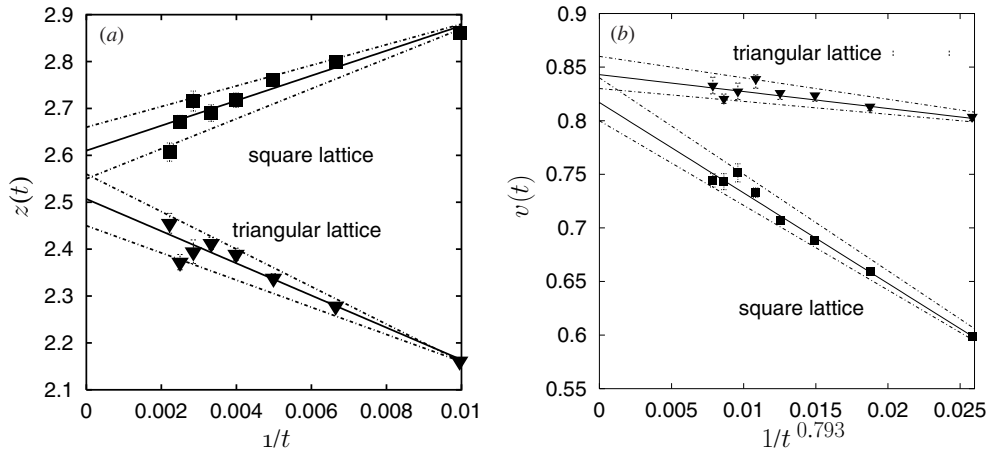 (a)
2.9
2.8
2.7
2.6
2.5
2.4
2.3
2.2
2.1
z(t)
square lattice
triangular lattice
0 0.002 0.004 0.006 0.008 0.01
1/t
(b)
0.9
0.85
0.8
0.75
0.7
0.65
0.6
0.55
v(t)
triangular lattice
square lattice
0 0.005 0.01 0.015 0.02 0.025
1/t^0.793